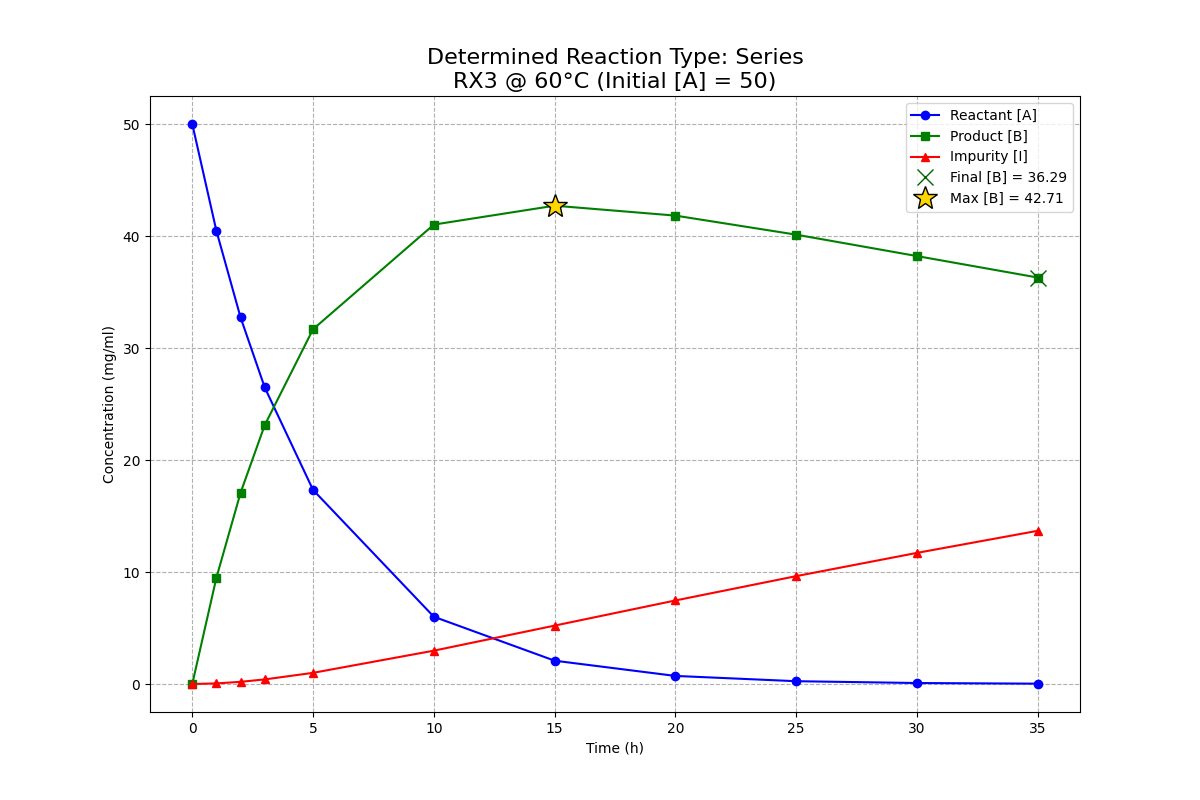 Determined Reaction Type: Series
RX3 @ 60°C (Initial [A] = 50)
Reactant [A]
Product [B]
Impurity [I]
Final [B] = 36.29
Max [B] = 42.71
Concentration (mg/ml)
50
40
30
20
10
0
0 5 10 15 20 25 30 35
Time (h)